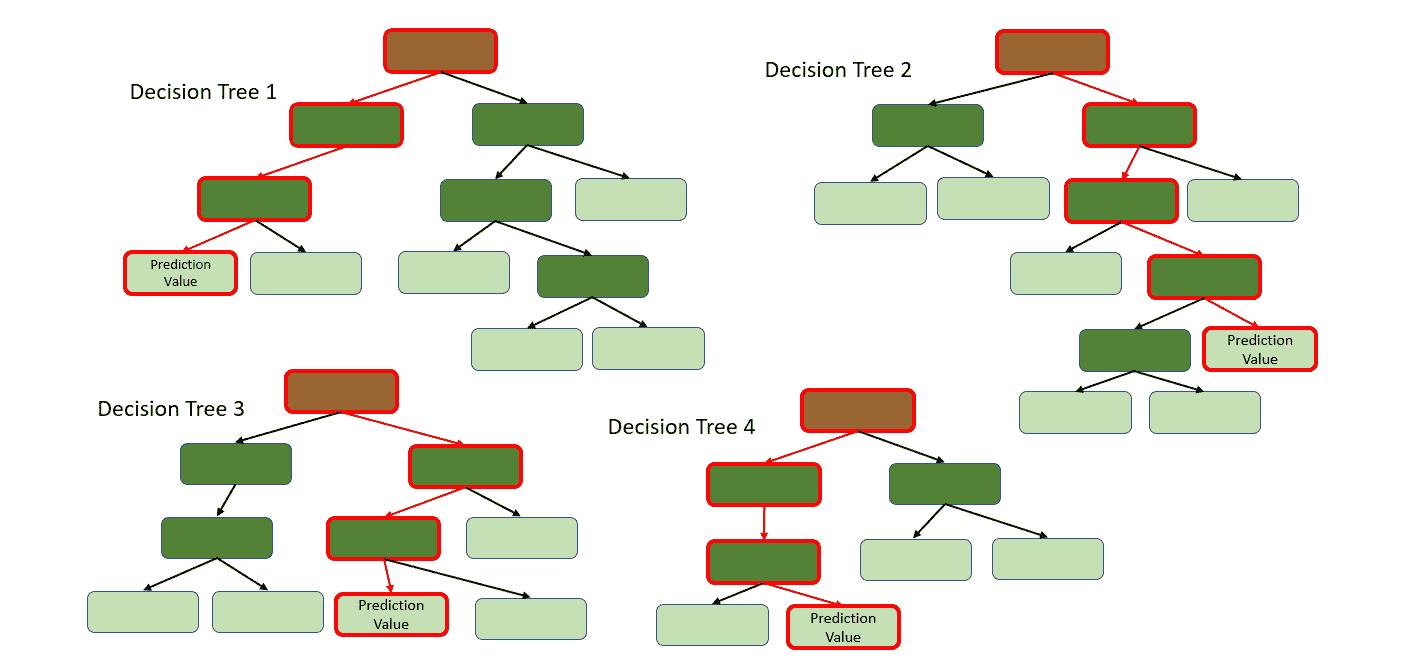 Decision Tree 1
Prediction
Value
Decision Tree 2
Prediction
Value
Decision Tree 3
Prediction
Value
Decision Tree 4
Prediction
Value